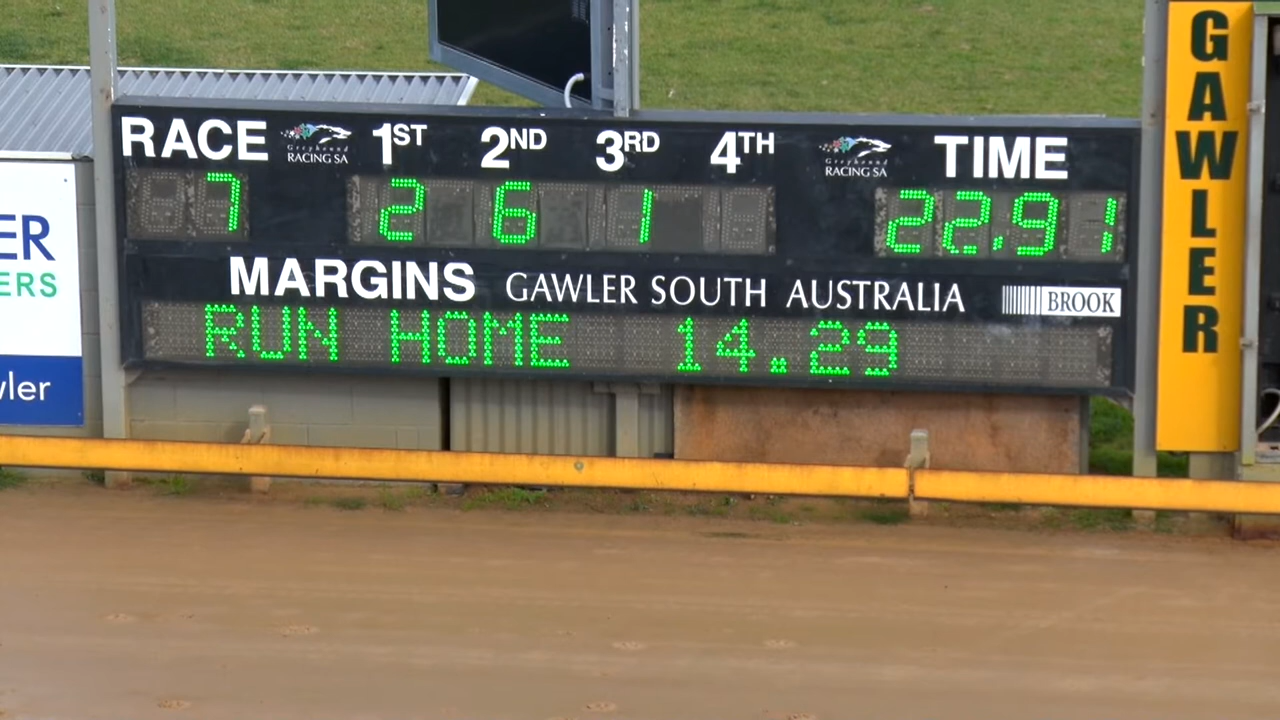 RACE Greyhound RACING SA 1ST 2ND 3RD 4TH Greyhound RACING SA TIME
7 2 6 1 22.91
MARGINS GAWLER SOUTH AUSTRALIA BROOK
RUN HOME 14.29
GAWLER
ER
ERS
wler